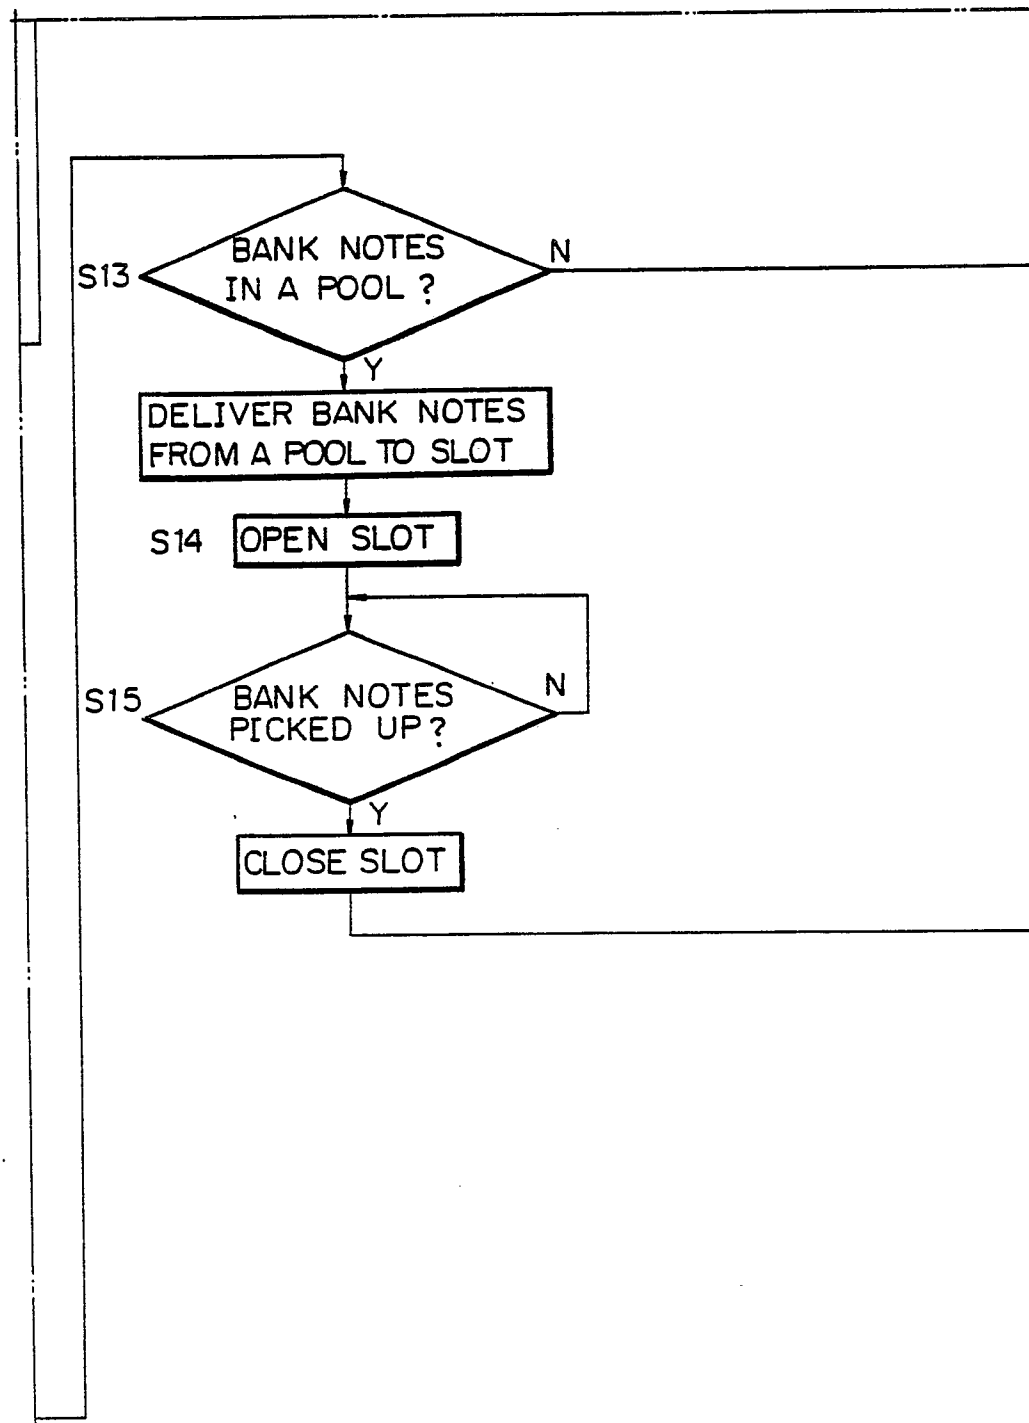 BANK NOTES
IN A POOL ?
N
S13
Y
DELIVER BANK NOTES
FROM A POOL TO SLOT
S14
OPEN SLOT
S15
BANK NOTES
PICKED UP ?
N
Y
CLOSE SLOT